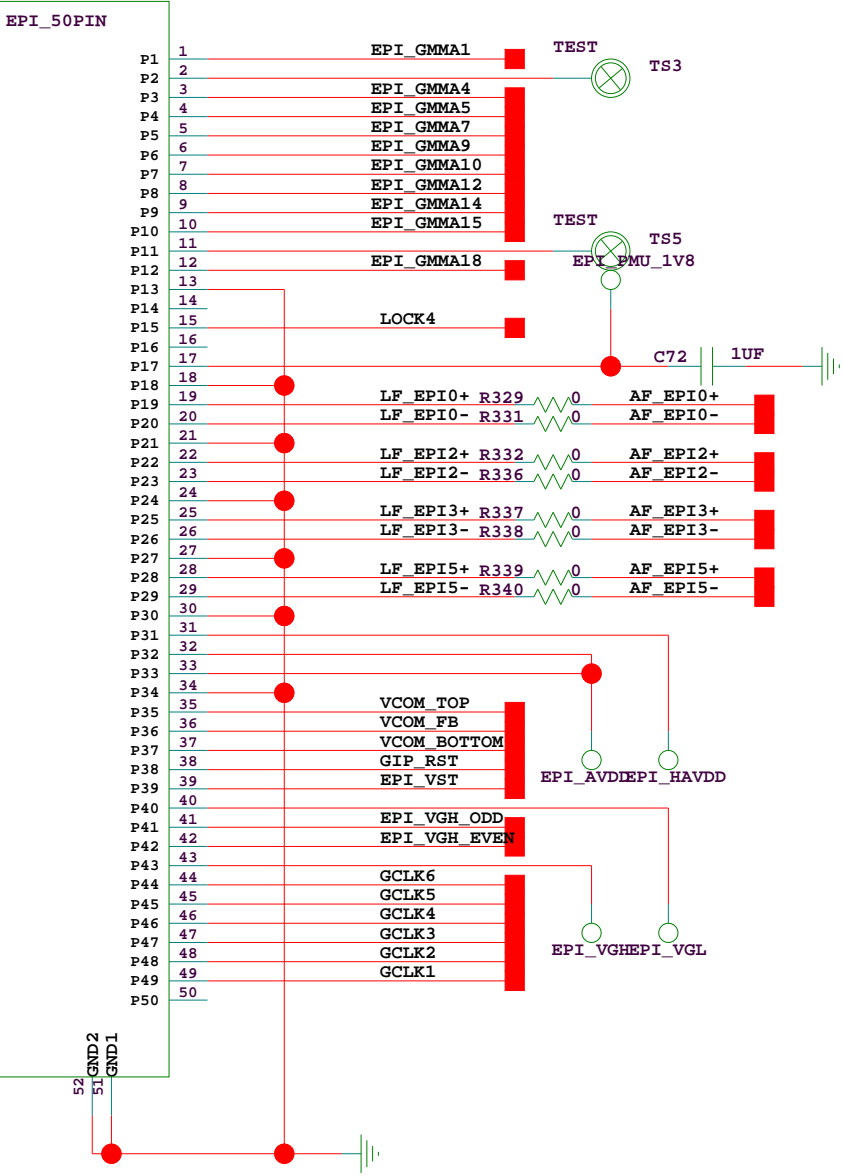 EPI_50PIN
P1 1 EPI_GMMA1 TEST
P2 2 TS3
P3 3 EPI_GMMA4
P4 4 EPI_GMMA5
P5 5 EPI_GMMA7
P6 6 EPI_GMMA9
P7 7 EPI_GMMA10
P8 8 EPI_GMMA12
P9 9 EPI_GMMA14
P10 10 EPI_GMMA15 TEST
P11 11 TS5
P12 12 EPI_GMMA18 EPI_PMU_1V8
P13 13
P14 14
P15 15 LOCK4
P16 16
P17 17 C72 1UF
P18 18
P19 19 LF_EPI0+ R329 0 AF_EPI0+
P20 20 LF_EPI0- R331 0 AF_EPI0-
P21 21
P22 22 LF_EPI2+ R332 0 AF_EPI2+
P23 23 LF_EPI2- R336 0 AF_EPI2-
P24 24
P25 25 LF_EPI3+ R337 0 AF_EPI3+
P26 26 LF_EPI3- R338 0 AF_EPI3-
P27 27
P28 28 LF_EPI5+ R339 0 AF_EPI5+
P29 29 LF_EPI5- R340 0 AF_EPI5-
P30 30
P31 31
P32 32
P33 33
P34 34
P35 35 VCOM_TOP
P36 36 VCOM_FB
P37 37 VCOM_BOTTOM
P38 38 GIP_RST
P39 39 EPI_VST EPI_AVDD EPI_HAVDD
P40 40
P41 41 EPI_VGH_ODD
P42 42 EPI_VGH_EVEN
P43 43
P44 44 GCLK6
P45 45 GCLK5
P46 46 GCLK4
P47 47 GCLK3
P48 48 GCLK2 EPI_VGH EPI_VGL
P49 49 GCLK1
P50 50
GND2 GND1
52 51